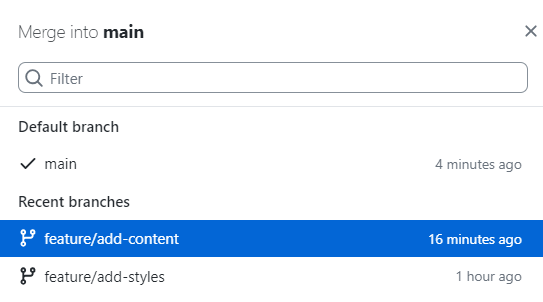 Merge into main
Filter
Default branch
main 4 minutes ago
Recent branches
feature/add-content 16 minutes ago
feature/add-styles 1 hour ago